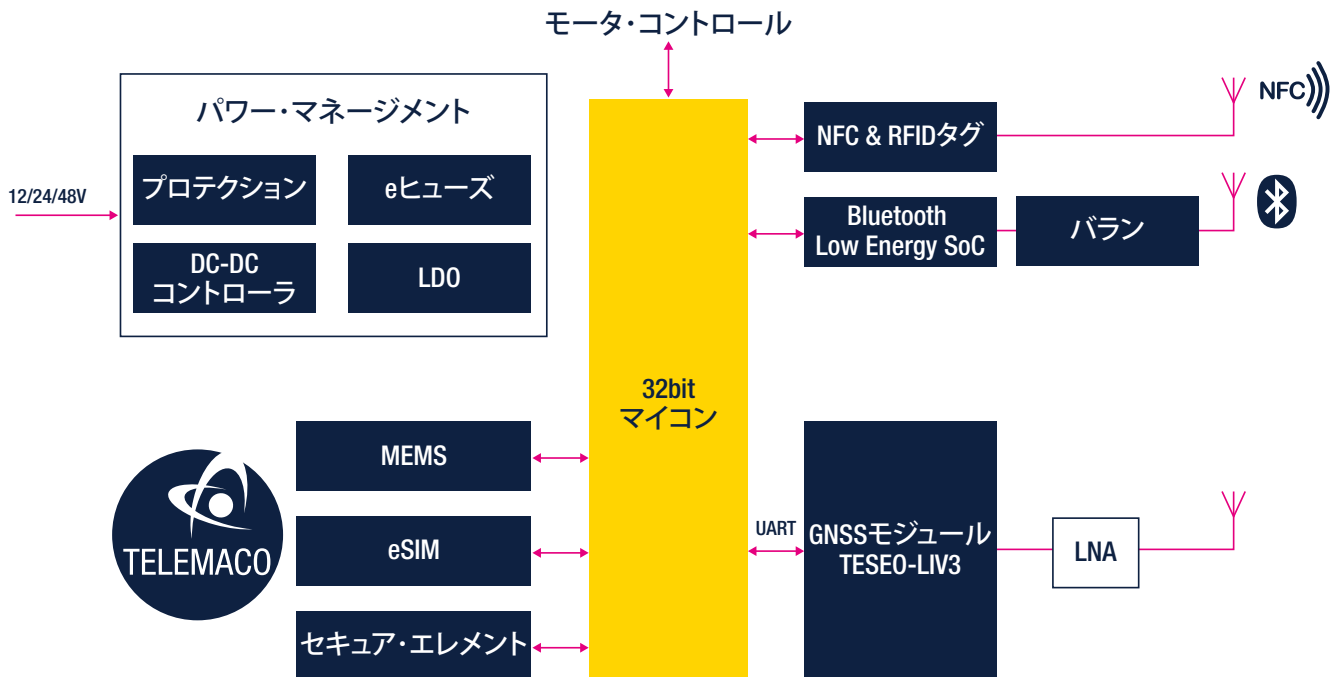 モータ・コントロール
パワー・マネージメント
プロテクション
eヒューズ
12/24/48V
DC-DC
コントローラ
LDO
NFC & RFIDタグ
NFC
Bluetooth
Low Energy SoC
バラン
32bit
マイコン
MEMS
TELEMACO
eSIM
セキュア・エレメント
UART
GNSSモジュール
TESEO-LIV3
LNA